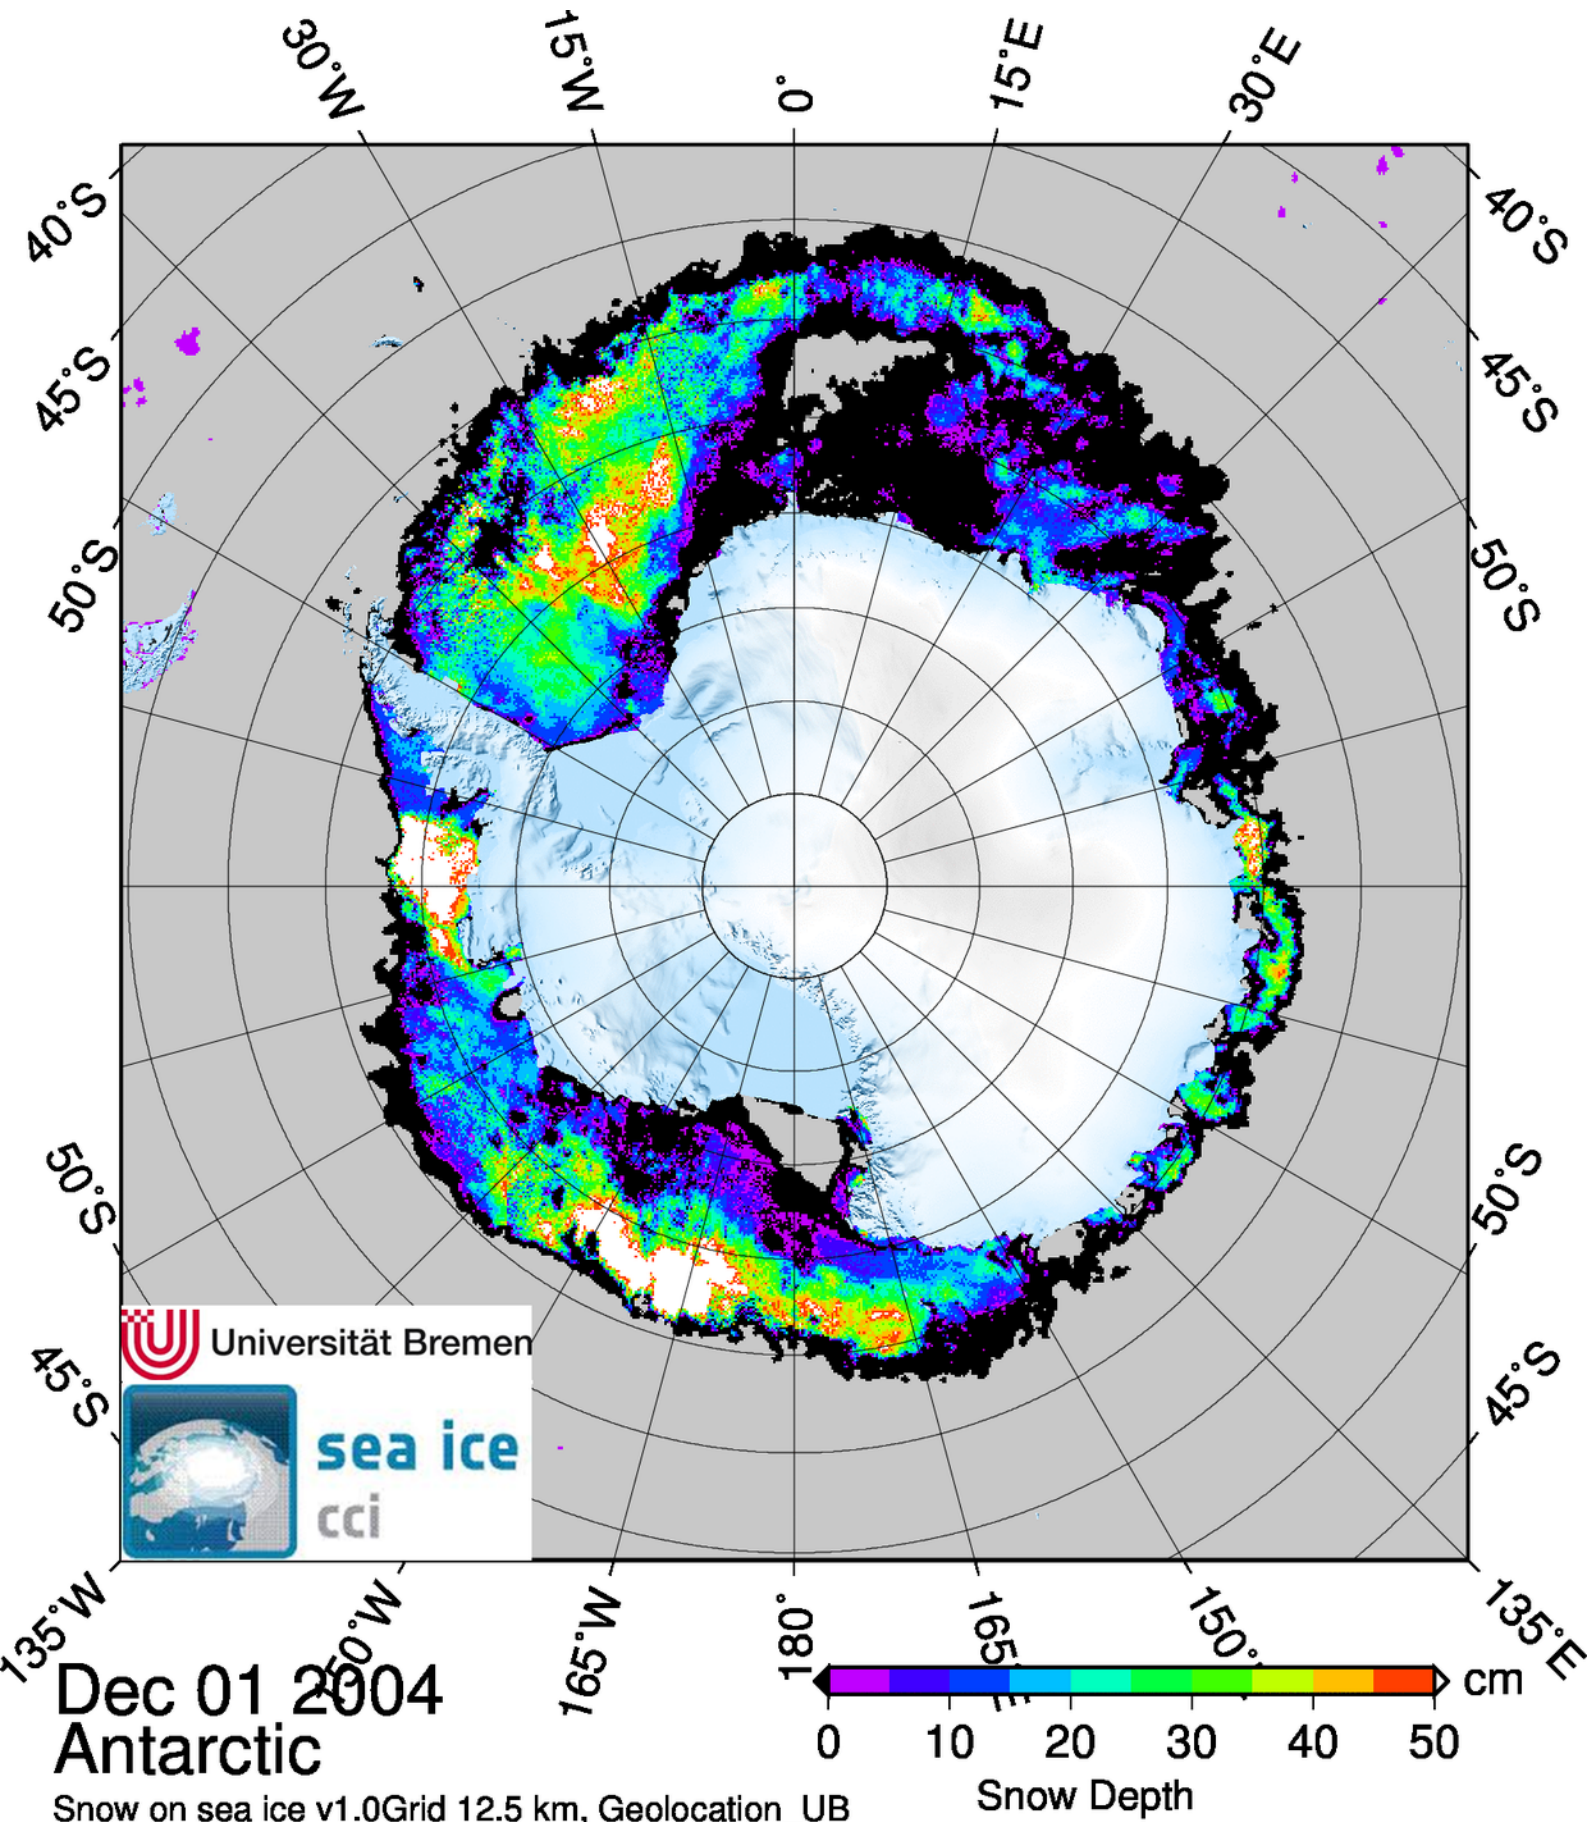 30°W 15°W 0° 15°E 30°E
40°S 40°S
45°S 45°S
50°S 50°S
50°S 50°S
45°S 45°S
Universität Bremen
sea ice
cci
135°W 150°W 165°W 180° 165°E 150° 135°E
Dec 01 2004
Antarctic
Snow on sea ice v1.0Grid 12.5 km, Geolocation UB
cm
0 10 20 30 40 50
Snow Depth